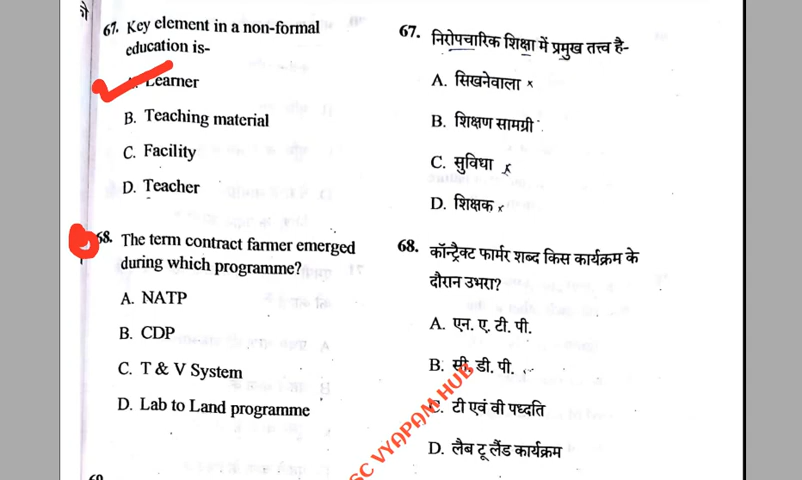 गे
67. Key element in a non-formal
education is-
Learner
B. Teaching material
C. Facility
D. Teacher
68. The term contract farmer emerged
during which programme?
A. NATP
B. CDP
C. T & V System
D. Lab to Land programme
67. निरोपचारिक शिक्षा में प्रमुख तत्त्व है-
A. सिखनेवाला ×
B. शिक्षण सामग्री
C. सुविधा ×
D. शिक्षक ×
68. कॉन्ट्रैक्ट फार्मर शब्द किस कार्यक्रम के
दौरान उभरा?
A. एन. ए. टी. पी.
B. सी. डी. पी.
C. टी एवं वी पध्दति
D. लैब टू लैंड कार्यक्रम
SC VYAPAM HUB